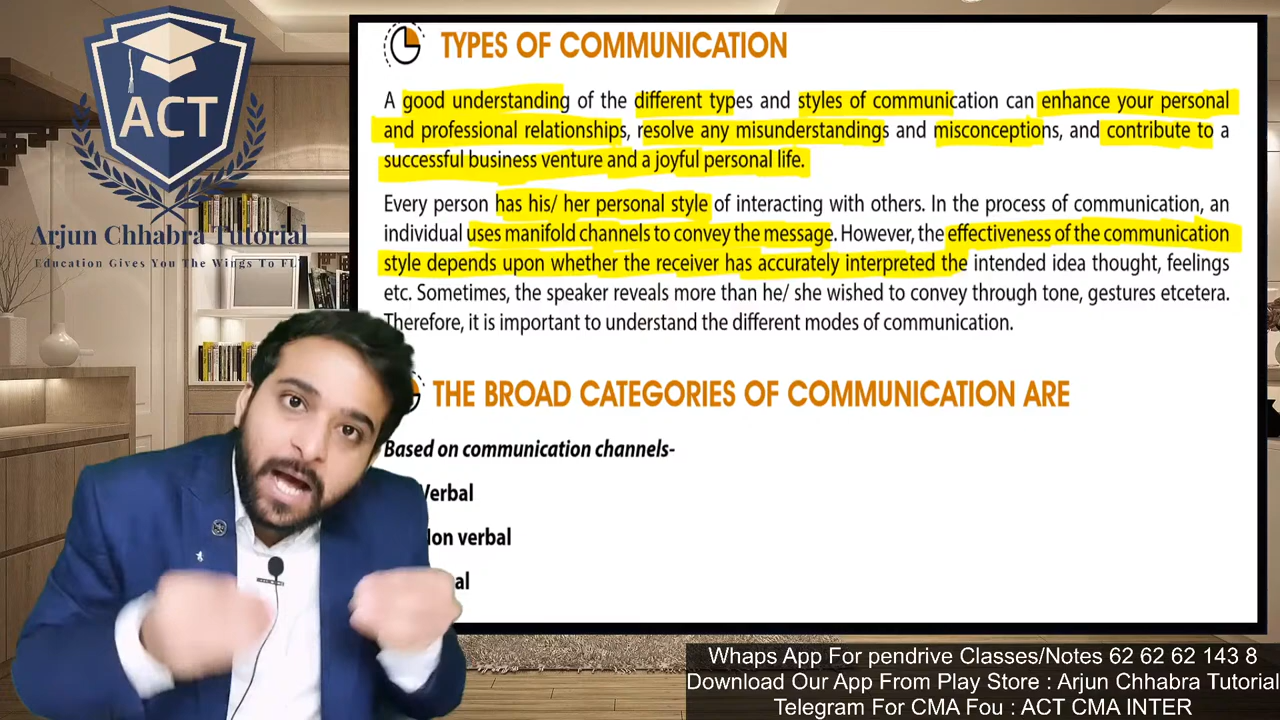 ACT
Arjun Chhabra Tutorial
Education Gives You The Wings To
TYPES OF COMMUNICATION
A good understanding of the different types and styles of communication can enhance your personal
and professional relationships, resolve any misunderstandings and misconceptions, and contribute to a
successful business venture and a joyful personal life.
Every person has his/ her personal style of interacting with others. In the process of communication, an
individual uses manifold channels to convey the message. However, the effectiveness of the communication
style depends upon whether the receiver has accurately interpreted the intended idea thought, feelings
etc. Sometimes, the speaker reveals more than he/ she wished to convey through tone, gestures etcetera.
Therefore, it is important to understand the different modes of communication.
THE BROAD CATEGORIES OF COMMUNICATION ARE
Based on communication channels-
Verbal
Non verbal
Whaps App For pendrive Classes/Notes 62 62 62 143 8
Download Our App From Play Store : Arjun Chhabra Tutorial
Telegram For CMA Fou : ACT CMA INTER